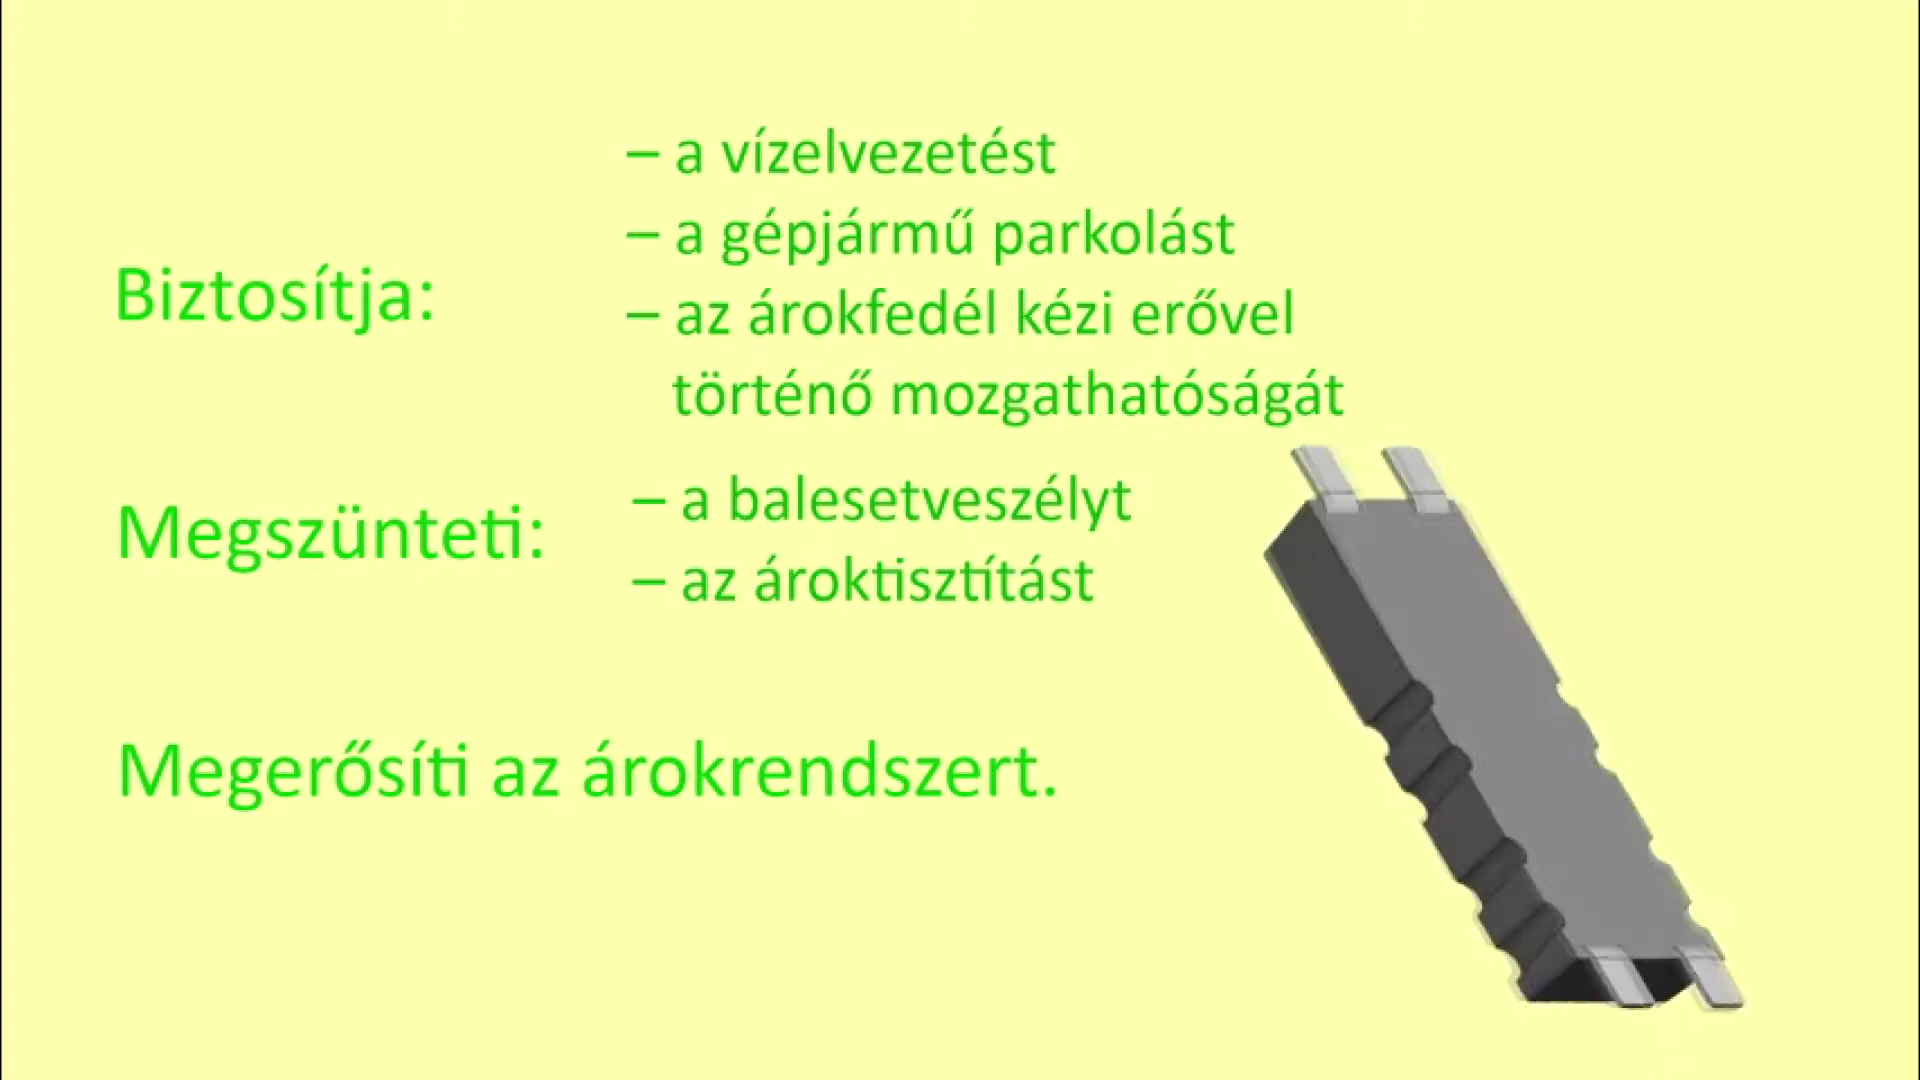 Biztosítja:
– a vízelvezetést
– a gépjármű parkolást
– az árokfedél kézi erővel
történő mozgathatóságát
Megszünteti:
– a balesetveszélyt
– az ároktisztítást
Megerősíti az árokrendszert.